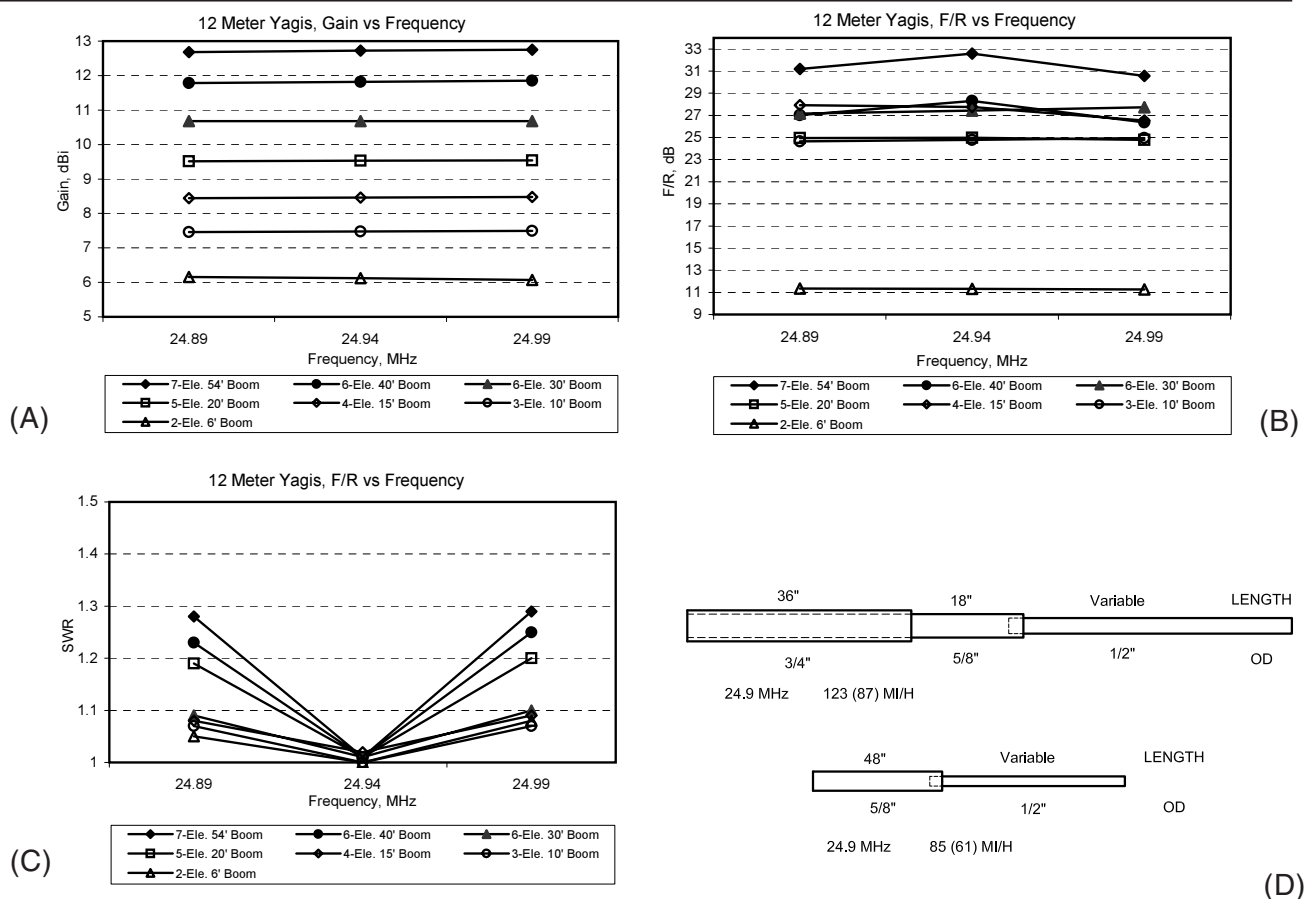 12 Meter Yagis, Gain vs Frequency
13
12
11
10
9
8
7
6
5
Gain, dBi
24.89 24.94 24.99
Frequency, MHz
7-Ele. 54' Boom 6-Ele. 40' Boom 6-Ele. 30' Boom
5-Ele. 20' Boom 4-Ele. 15' Boom 3-Ele. 10' Boom
2-Ele. 6' Boom
(A)
12 Meter Yagis, F/R vs Frequency
33
31
29
27
25
23
21
19
17
15
13
11
9
F/R, dB
24.89 24.94 24.99
Frequency, MHz
7-Ele. 54' Boom 6-Ele. 40' Boom 6-Ele. 30' Boom
5-Ele. 20' Boom 4-Ele. 15' Boom 3-Ele. 10' Boom
2-Ele. 6' Boom
(B)
12 Meter Yagis, F/R vs Frequency
1.5
1.4
1.3
1.2
1.1
1
SWR
24.89 24.94 24.99
Frequency, MHz
7-Ele. 54' Boom 6-Ele. 40' Boom 6-Ele. 30' Boom
5-Ele. 20' Boom 4-Ele. 15' Boom 3-Ele. 10' Boom
2-Ele. 6' Boom
(C)
36" 18" Variable LENGTH
3/4" 5/8" 1/2" OD
24.9 MHz 123 (87) MI/H
48" Variable LENGTH
5/8" 1/2" OD
24.9 MHz 85 (61) MI/H
(D)